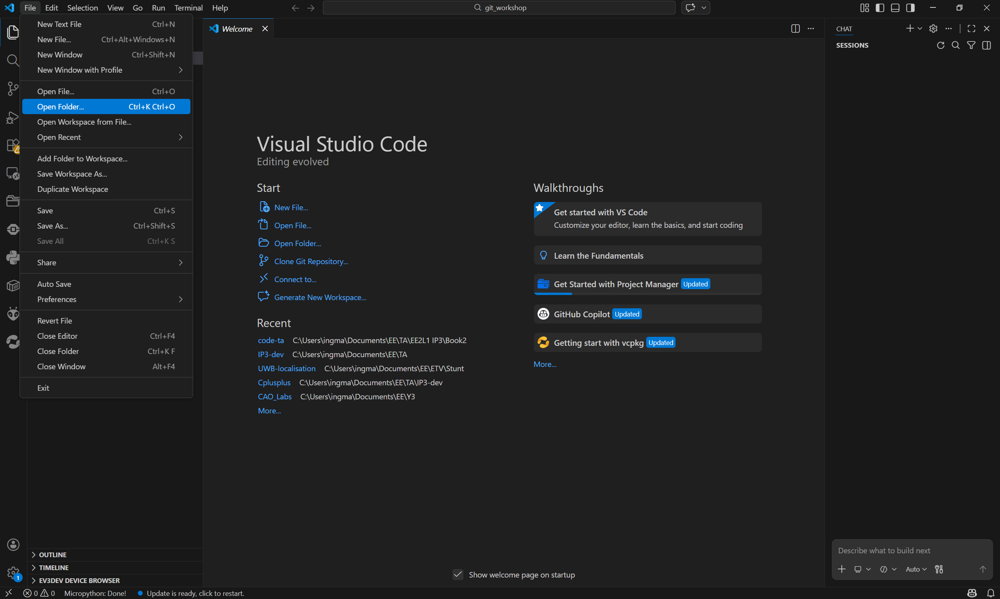 File Edit Selection View Go Run Terminal Help
git_workshop
New Text File Ctrl+N
New File... Ctrl+Alt+Windows+N
New Window Ctrl+Shift+N
New Window with Profile
Open File... Ctrl+O
Open Folder... Ctrl+K Ctrl+O
Open Workspace from File...
Open Recent
Add Folder to Workspace...
Save Workspace As...
Duplicate Workspace
Save Ctrl+S
Save As... Ctrl+Shift+S
Save All Ctrl+K S
Share
Auto Save
Preferences
Revert File
Close Editor Ctrl+F4
Close Folder Ctrl+K F
Close Window Alt+F4
Exit
OUTLINE
TIMELINE
EV3DEV DEVICE BROWSER
1
Welcome
Visual Studio Code
Editing evolved
Start
New File...
Open File...
Open Folder...
Clone Git Repository...
Connect to...
Generate New Workspace...
Recent
code-ta C:\Users\ingma\Documents\EE\TA\EE2L1 IP3\Book2
IP3-dev C:\Users\ingma\Documents\EE\TA
UWB-localisation C:\Users\ingma\Documents\EE\ETV\Stunt
Cplusplus C:\Users\ingma\Documents\EE\TA\IP3-dev
CAO_Labs C:\Users\ingma\Documents\EE\Y3
More...
Walkthroughs
Get started with VS Code
Customize your editor, learn the basics, and start coding
Learn the Fundamentals
Get Started with Project Manager Updated
GitHub Copilot Updated
Getting start with vcpkg Updated
More...
Show welcome page on startup
CHAT
SESSIONS
Describe what to build next
Auto
0 0 Micropython: Done! Update is ready, click to restart.